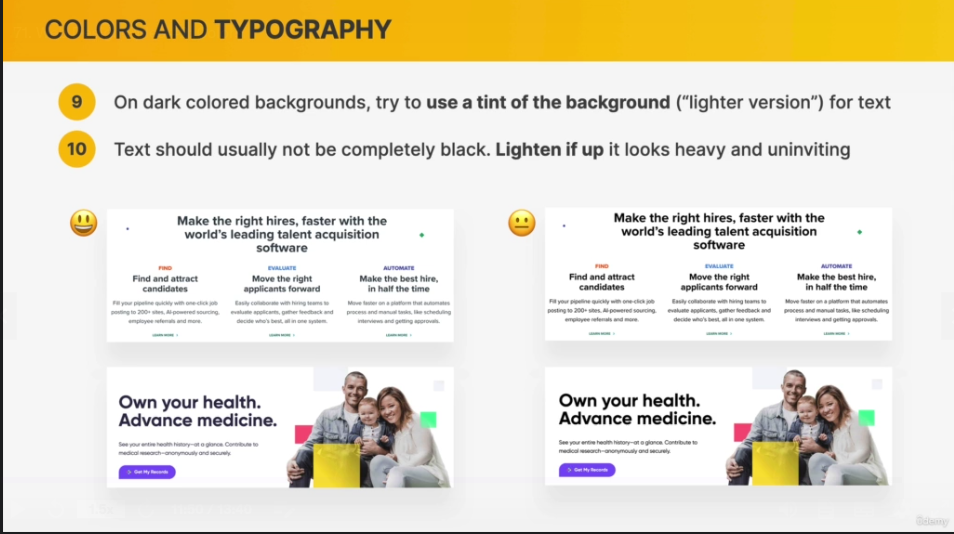 COLORS AND TYPOGRAPHY
9 On dark colored backgrounds, try to use a tint of the background (“lighter version”) for text
10 Text should usually not be completely black. Lighten if up it looks heavy and uninviting
Make the right hires, faster with the
world’s leading talent acquisition
software
FIND
Find and attract
candidates
Fill your pipeline quickly with one-click job
posting to 200+ sites, AI-powered sourcing,
employee referrals and more.
LEARN MORE >
EVALUATE
Move the right
applicants forward
Easily collaborate with hiring teams to
evaluate applicants, gather feedback and
decide who’s best, all in one system.
LEARN MORE >
AUTOMATE
Make the best hire,
in half the time
Move faster on a platform that automates
process and manual tasks, like scheduling
interviews and getting approvals.
LEARN MORE >
Make the right hires, faster with the
world’s leading talent acquisition
software
FIND
Find and attract
candidates
Fill your pipeline quickly with one-click job
posting to 200+ sites, AI-powered sourcing,
employee referrals and more.
LEARN MORE >
EVALUATE
Move the right
applicants forward
Easily collaborate with hiring teams to
evaluate applicants, gather feedback and
decide who’s best, all in one system.
LEARN MORE >
AUTOMATE
Make the best hire,
in half the time
Move faster on a platform that automates
process and manual tasks, like scheduling
interviews and getting approvals.
LEARN MORE >
Own your health.
Advance medicine.
See your entire health history—at a glance. Contribute to
medical research—anonymously and securely.
Get My Records
Own your health.
Advance medicine.
See your entire health history—at a glance. Contribute to
medical research—anonymously and securely.
Get My Records
ûdemy